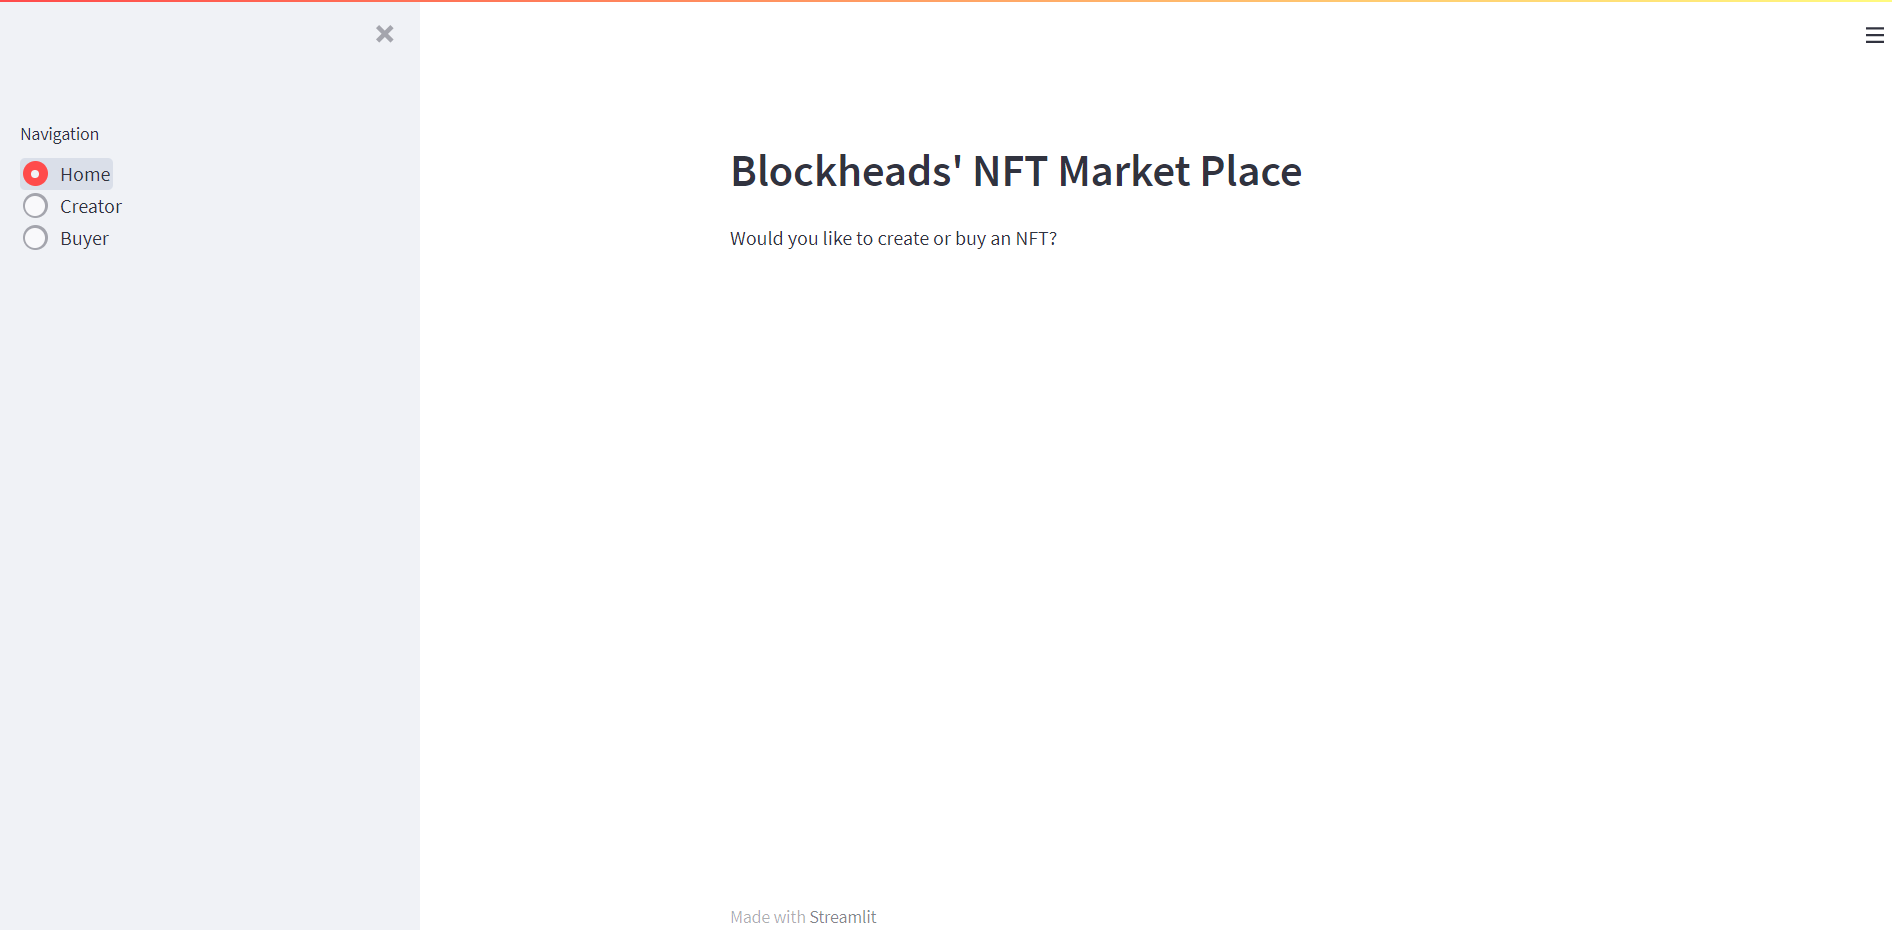 Navigation
Home
Creator
Buyer
Blockheads' NFT Market Place
Would you like to create or buy an NFT?
Made with Streamlit